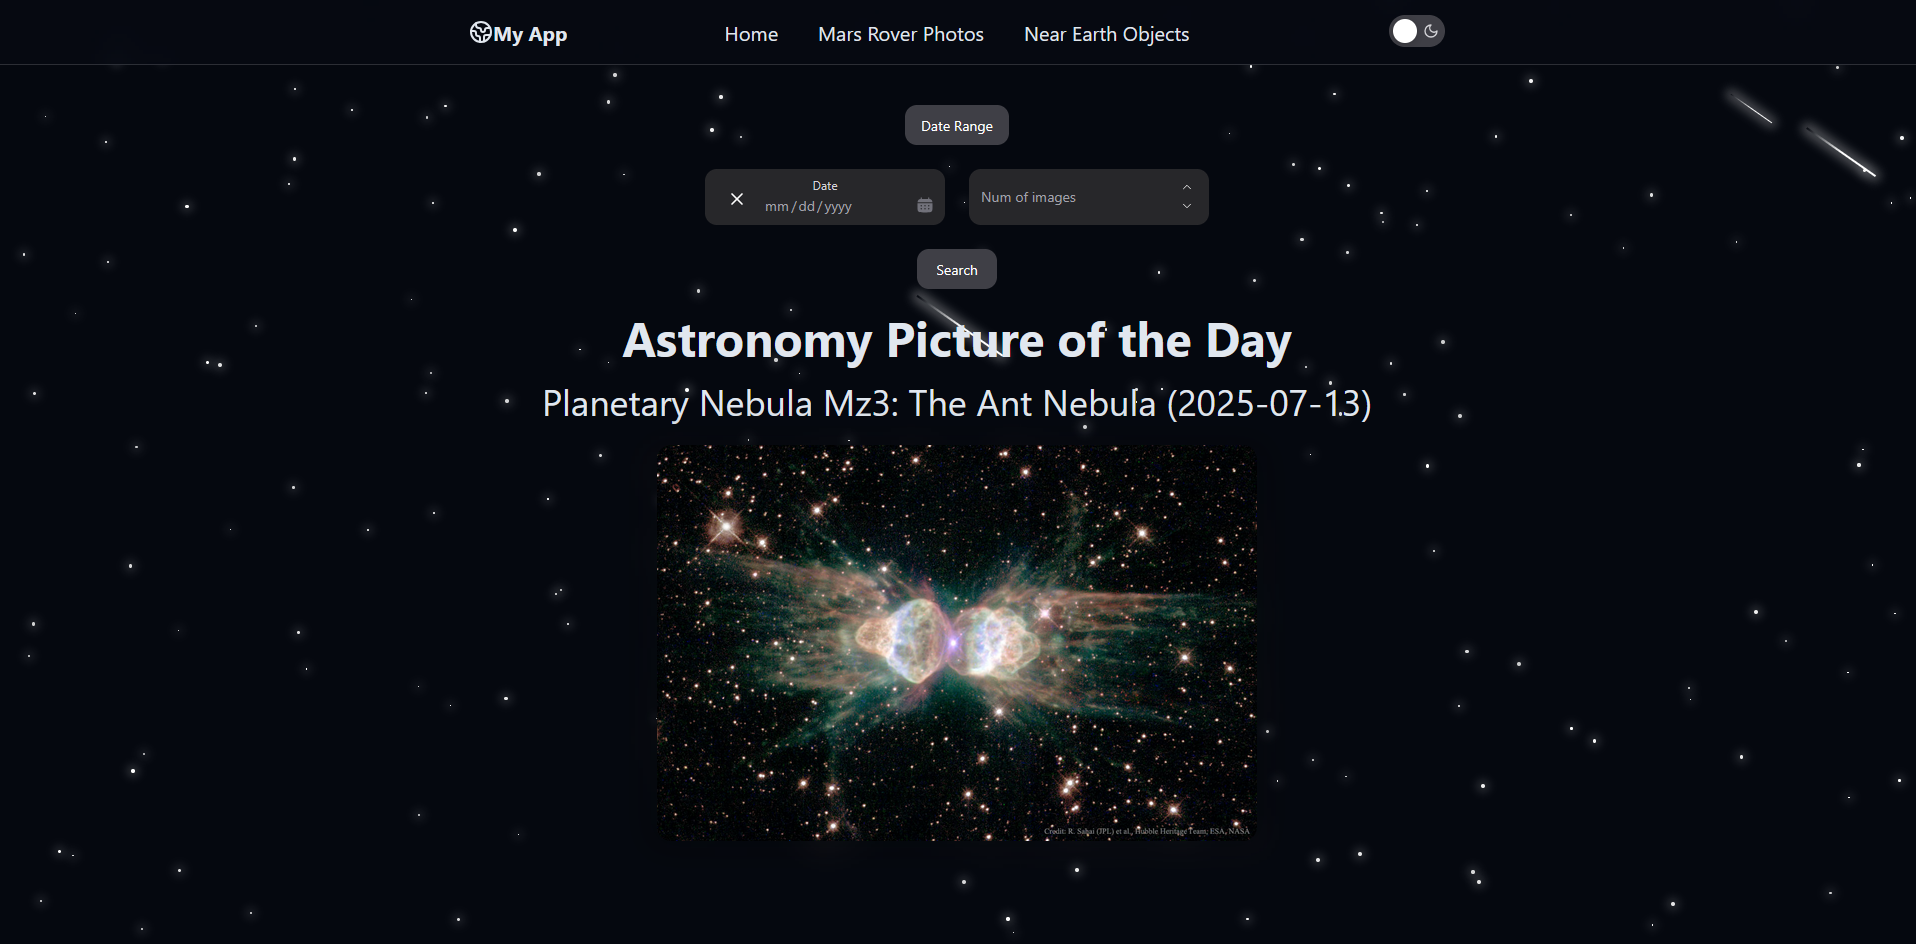 My App
Home
Mars Rover Photos
Near Earth Objects
Date Range
Date
mm/dd/yyyy
Num of images
Search
Astronomy Picture of the Day
Planetary Nebula Mz3: The Ant Nebula (2025-07-13)
Credit: R. Sahai (JPL) et al., Hubble Heritage Team, ESA, NASA